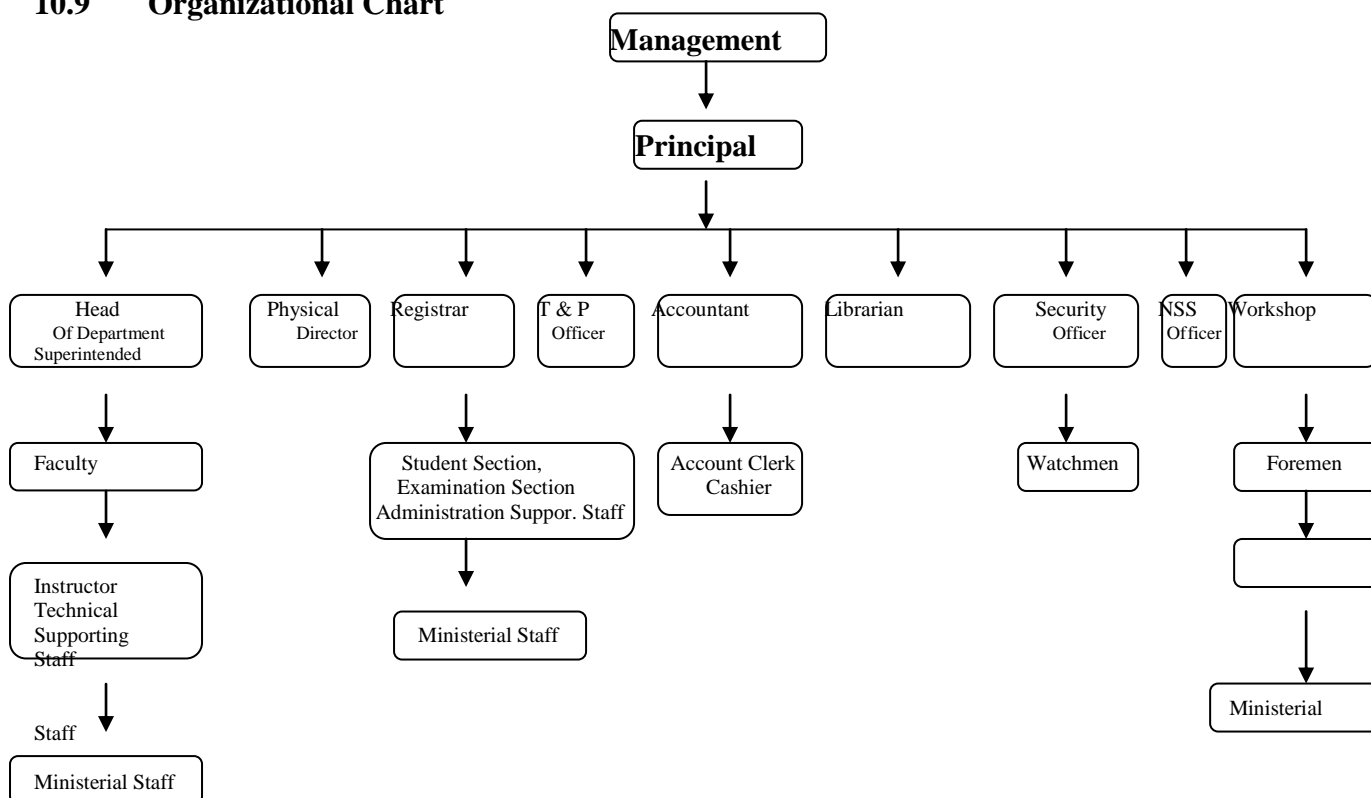 10.9 Organizational Chart
Management
Principal
Head
Of Department
Superintended
Physical
Director
Registrar
T & P
Officer
Accountant
Librarian
Security
Officer
NSS
Officer
Workshop
Faculty
Student Section,
Examination Section
Administration Suppor. Staff
Account Clerk
Cashier
Watchmen
Foremen
Instructor
Technical
Supporting
Staff
Ministerial Staff
Ministerial
Staff
Ministerial Staff